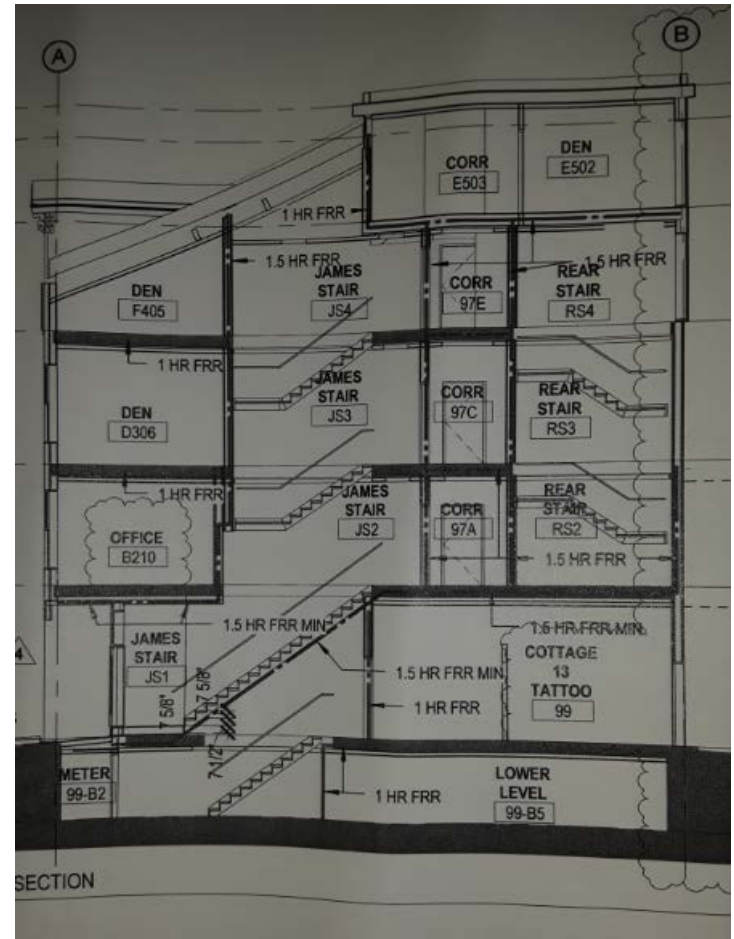 A
B
CORR
E503
DEN
E502
1 HR FRR
1.5 HR FRR
JAMES
STAIR
JS4
1.5 HR FRR
DEN
F405
CORR
97E
REAR
STAIR
RS4
1 HR FRR
DEN
D306
JAMES
STAIR
JS3
CORR
97C
REAR
STAIR
RS3
1 HR FRR
OFFICE
B210
JAMES
STAIR
JS2
CORR
97A
REAR
STAIR
RS2
1.5 HR FRR
1.5 HR FRR MIN
1.5 HR FRR MIN
JAMES
STAIR
JS1
7 5/8"
7 5/8"
7 1/2"
1.5 HR FRR MIN
1 HR FRR
COTTAGE
13
TATTOO
99
4
METER
99-B2
1 HR FRR
LOWER
LEVEL
99-B5
SECTION